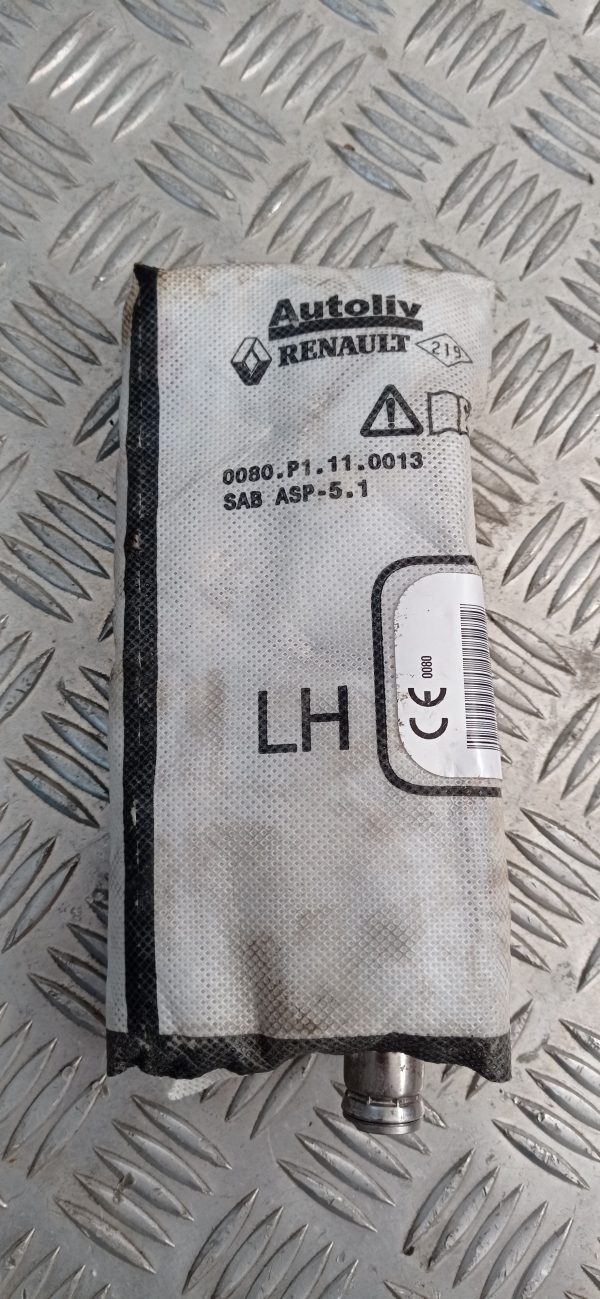 Autoliv
RENAULT 219
0080.P1.11.0013
SAB ASP-5.1
LH
CE 0080